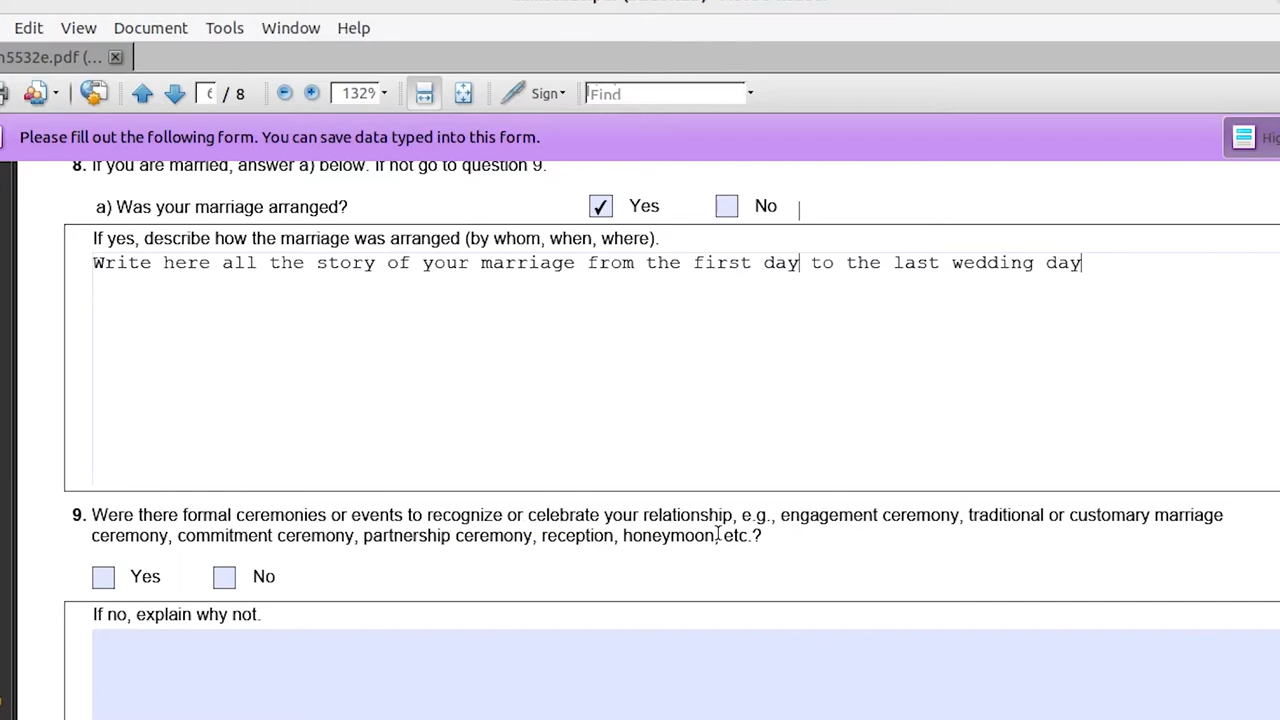 Edit View Document Tools Window Help
n5532e.pdf (...
6 / 8 132% Sign Find
Please fill out the following form. You can save data typed into this form.
8. If you are married, answer a) below. If not go to question 9.
a) Was your marriage arranged? Yes No
If yes, describe how the marriage was arranged (by whom, when, where).
Write here all the story of your marriage from the first day to the last wedding day
9. Were there formal ceremonies or events to recognize or celebrate your relationship, e.g., engagement ceremony, traditional or customary marriage
ceremony, commitment ceremony, partnership ceremony, reception, honeymoon, etc.?
Yes No
If no, explain why not.